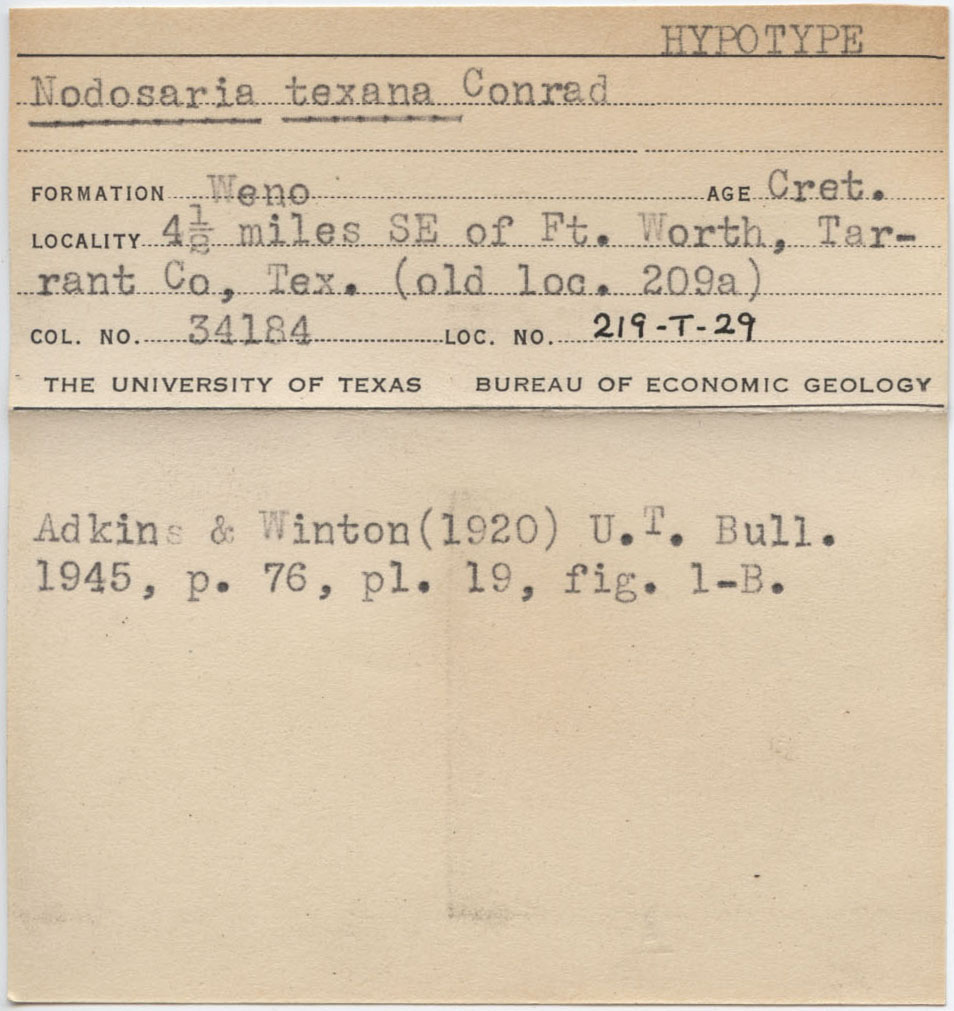 HYPOTYPE
Nodosaria texana Conrad
FORMATION Weno AGE Cret.
LOCALITY 4½ miles SE of Ft. Worth, Tar-
rant Co, Tex. (old loc. 209a)
COL. NO. 34184 LOC. NO. 219-T-29
THE UNIVERSITY OF TEXAS BUREAU OF ECONOMIC GEOLOGY
Adkins & Winton(1920) U.T. Bull.
1945, p. 76, pl. 19, fig. 1-B.